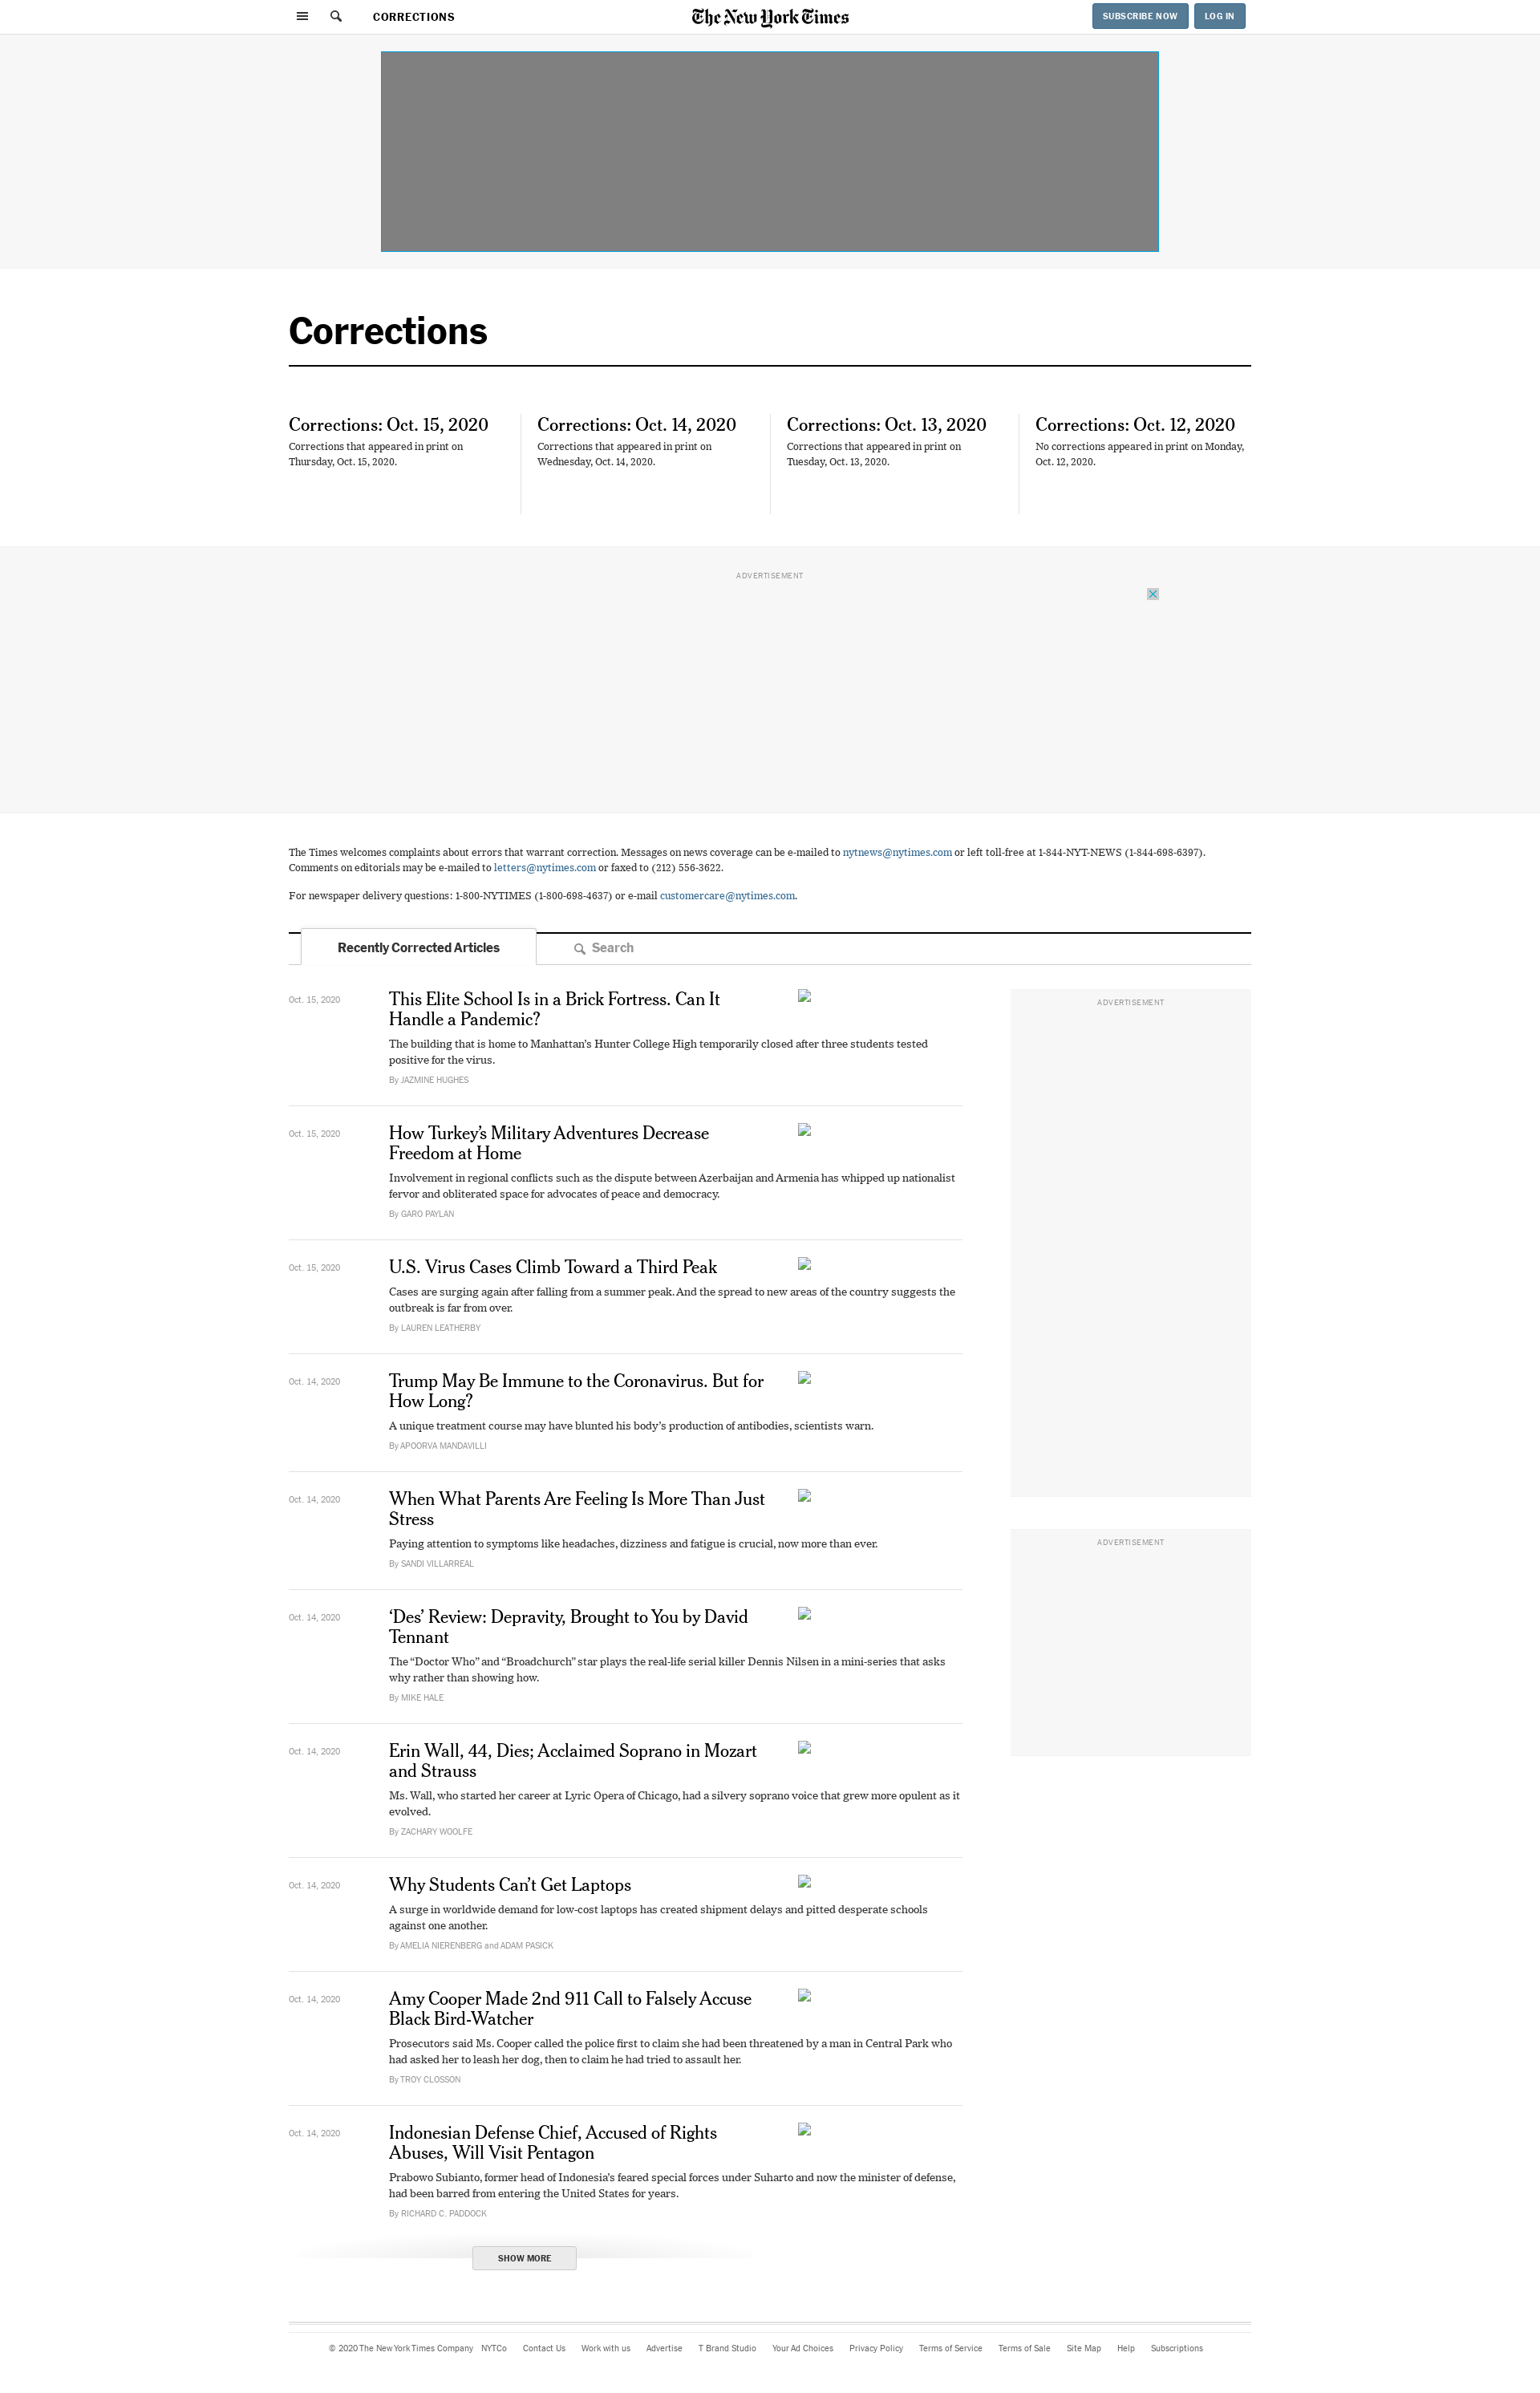 CORRECTIONS
The New York Times
SUBSCRIBE NOW
LOG IN
Corrections
Corrections: Oct. 15, 2020
Corrections that appeared in print on
Thursday, Oct. 15, 2020.
Corrections: Oct. 14, 2020
Corrections that appeared in print on
Wednesday, Oct. 14, 2020.
Corrections: Oct. 13, 2020
Corrections that appeared in print on
Tuesday, Oct. 13, 2020.
Corrections: Oct. 12, 2020
No corrections appeared in print on Monday,
Oct. 12, 2020.
ADVERTISEMENT
The Times welcomes complaints about errors that warrant correction. Messages on news coverage can be e-mailed to nytnews@nytimes.com or left toll-free at 1-844-NYT-NEWS (1-844-698-6397).
Comments on editorials may be e-mailed to letters@nytimes.com or faxed to (212) 556-3622.
For newspaper delivery questions: 1-800-NYTIMES (1-800-698-4637) or e-mail customercare@nytimes.com.
Recently Corrected Articles
Search
Oct. 15, 2020
This Elite School Is in a Brick Fortress. Can It
Handle a Pandemic?
The building that is home to Manhattan’s Hunter College High temporarily closed after three students tested
positive for the virus.
By JAZMINE HUGHES
ADVERTISEMENT
Oct. 15, 2020
How Turkey’s Military Adventures Decrease
Freedom at Home
Involvement in regional conflicts such as the dispute between Azerbaijan and Armenia has whipped up nationalist
fervor and obliterated space for advocates of peace and democracy.
By GARO PAYLAN
Oct. 15, 2020
U.S. Virus Cases Climb Toward a Third Peak
Cases are surging again after falling from a summer peak. And the spread to new areas of the country suggests the
outbreak is far from over.
By LAUREN LEATHERBY
Oct. 14, 2020
Trump May Be Immune to the Coronavirus. But for
How Long?
A unique treatment course may have blunted his body’s production of antibodies, scientists warn.
By APOORVA MANDAVILLI
Oct. 14, 2020
When What Parents Are Feeling Is More Than Just
Stress
Paying attention to symptoms like headaches, dizziness and fatigue is crucial, now more than ever.
By SANDI VILLARREAL
ADVERTISEMENT
Oct. 14, 2020
‘Des’ Review: Depravity, Brought to You by David
Tennant
The “Doctor Who” and “Broadchurch” star plays the real-life serial killer Dennis Nilsen in a mini-series that asks
why rather than showing how.
By MIKE HALE
Oct. 14, 2020
Erin Wall, 44, Dies; Acclaimed Soprano in Mozart
and Strauss
Ms. Wall, who started her career at Lyric Opera of Chicago, had a silvery soprano voice that grew more opulent as it
evolved.
By ZACHARY WOOLFE
Oct. 14, 2020
Why Students Can’t Get Laptops
A surge in worldwide demand for low-cost laptops has created shipment delays and pitted desperate schools
against one another.
By AMELIA NIERENBERG and ADAM PASICK
Oct. 14, 2020
Amy Cooper Made 2nd 911 Call to Falsely Accuse
Black Bird-Watcher
Prosecutors said Ms. Cooper called the police first to claim she had been threatened by a man in Central Park who
had asked her to leash her dog, then to claim he had tried to assault her.
By TROY CLOSSON
Oct. 14, 2020
Indonesian Defense Chief, Accused of Rights
Abuses, Will Visit Pentagon
Prabowo Subianto, former head of Indonesia’s feared special forces under Suharto and now the minister of defense,
had been barred from entering the United States for years.
By RICHARD C. PADDOCK
SHOW MORE
© 2020 The New York Times Company NYTCo Contact Us Work with us Advertise T Brand Studio Your Ad Choices Privacy Policy Terms of Service Terms of Sale Site Map Help Subscriptions